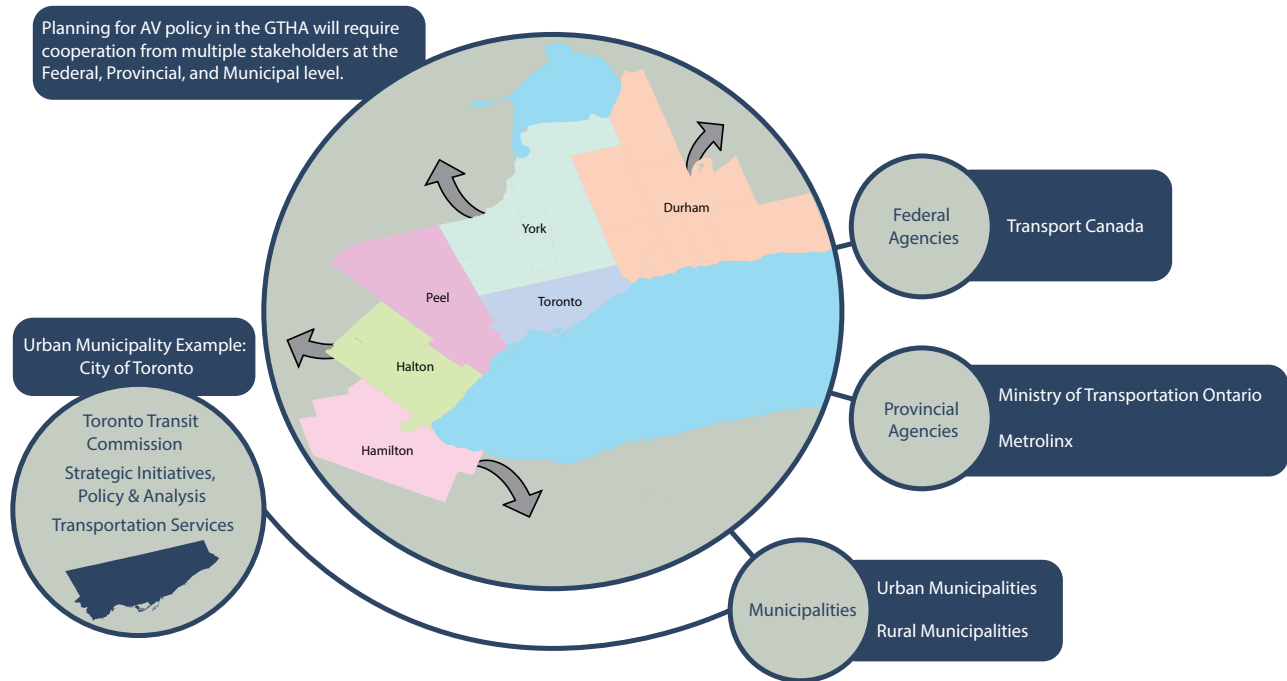 Planning for AV policy in the GTHA will require
cooperation from multiple stakeholders at the
Federal, Provincial, and Municipal level.
York
Durham
Peel
Toronto
Halton
Hamilton
Federal
Agencies
Transport Canada
Provincial
Agencies
Ministry of Transportation Ontario
Metrolinx
Municipalities
Urban Municipalities
Rural Municipalities
Urban Municipality Example:
City of Toronto
Toronto Transit
Commission
Strategic Initiatives,
Policy & Analysis
Transportation Services